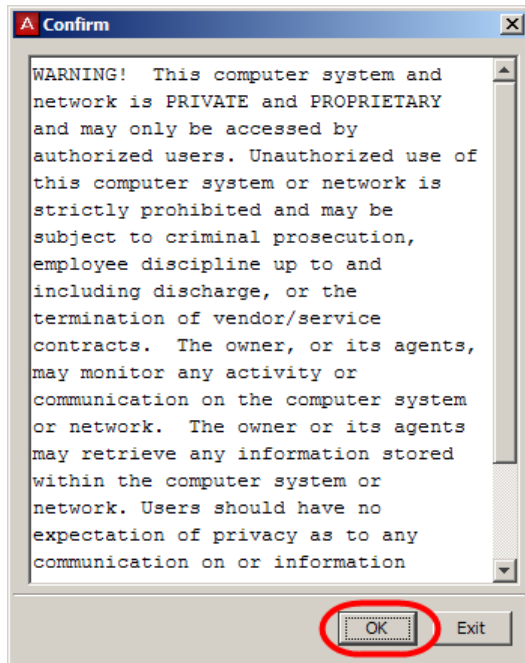 A Confirm
WARNING!  This computer system and
network is PRIVATE and PROPRIETARY
and may only be accessed by
authorized users. Unauthorized use of
this computer system or network is
strictly prohibited and may be
subject to criminal prosecution,
employee discipline up to and
including discharge, or the
termination of vendor/service
contracts.  The owner, or its agents,
may monitor any activity or
communication on the computer system
or network.  The owner or its agents
may retrieve any information stored
within the computer system or
network. Users should have no
expectation of privacy as to any
communication on or information
OK Exit